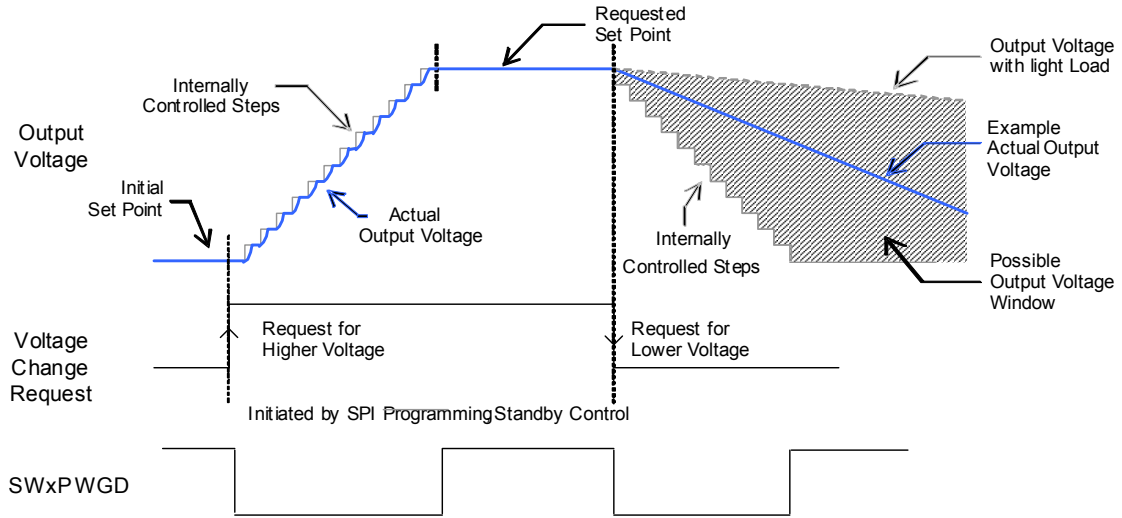 Requested
Set Point
Output Voltage
with light Load
Internally
Controlled Steps
Output
Voltage
Example
Actual Output
Voltage
Initial
Set Point
Actual
Output Voltage
Internally
Controlled Steps
Possible
Output Voltage
Window
Voltage
Change
Request
Request for
Higher Voltage
Request for
Lower Voltage
Initiated by SPI Programming, Standby Control
SWxPWGD